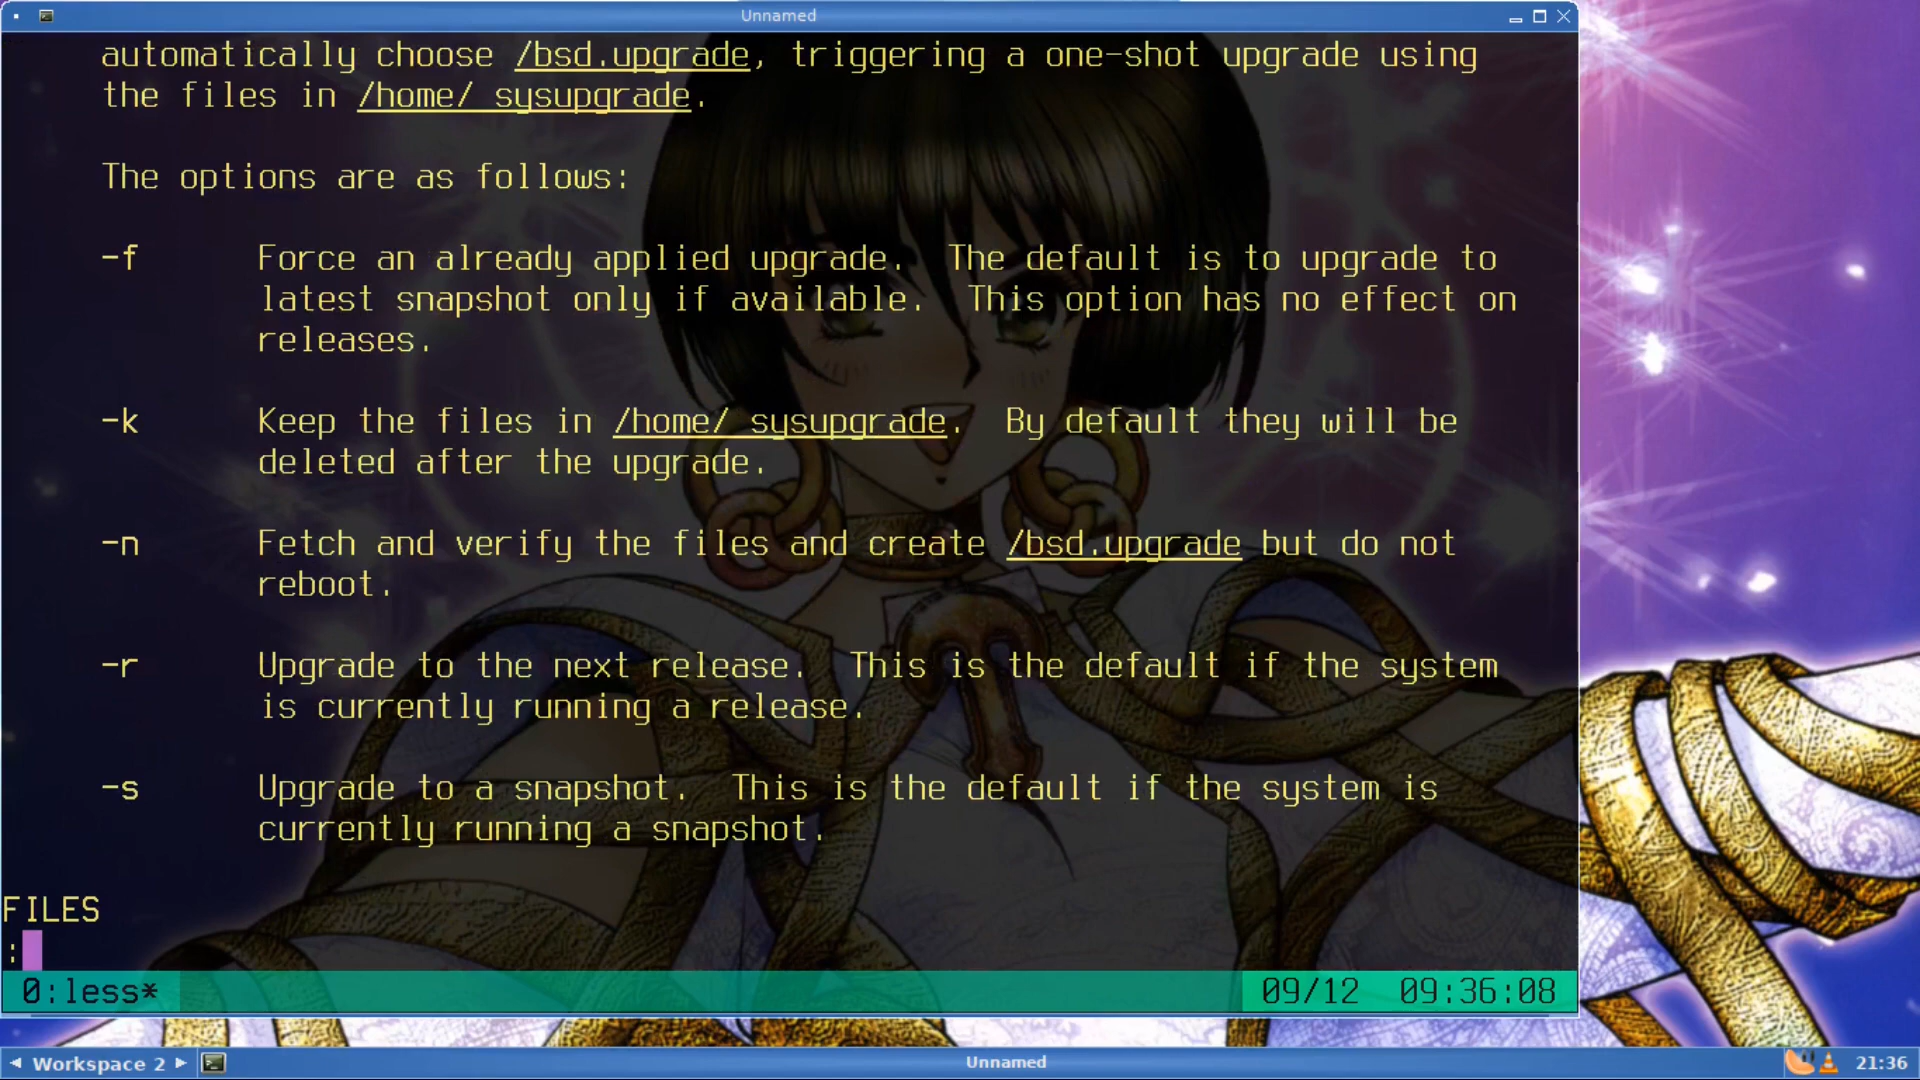 Unnamed
automatically choose /bsd.upgrade, triggering a one-shot upgrade using
the files in /home/_sysupgrade.
The options are as follows:
-f Force an already applied upgrade. The default is to upgrade to
latest snapshot only if available. This option has no effect on
releases.
-k Keep the files in /home/_sysupgrade. By default they will be
deleted after the upgrade.
-n Fetch and verify the files and create /bsd.upgrade but do not
reboot.
-r Upgrade to the next release. This is the default if the system
is currently running a release.
-s Upgrade to a snapshot. This is the default if the system is
currently running a snapshot.
FILES
:
0:less* 09/12 09:36:08
Workspace 2 Unnamed 21:36